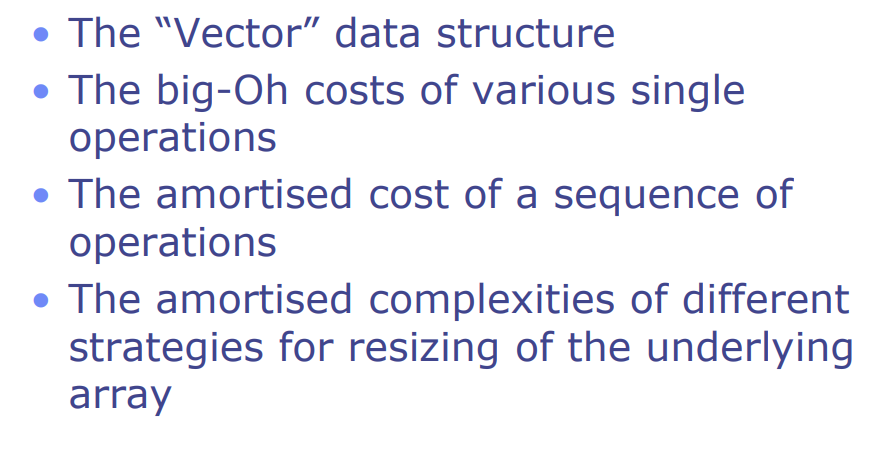 • The “Vector” data structure
• The big-Oh costs of various single
operations
• The amortised cost of a sequence of
operations
• The amortised complexities of different
strategies for resizing of the underlying
array